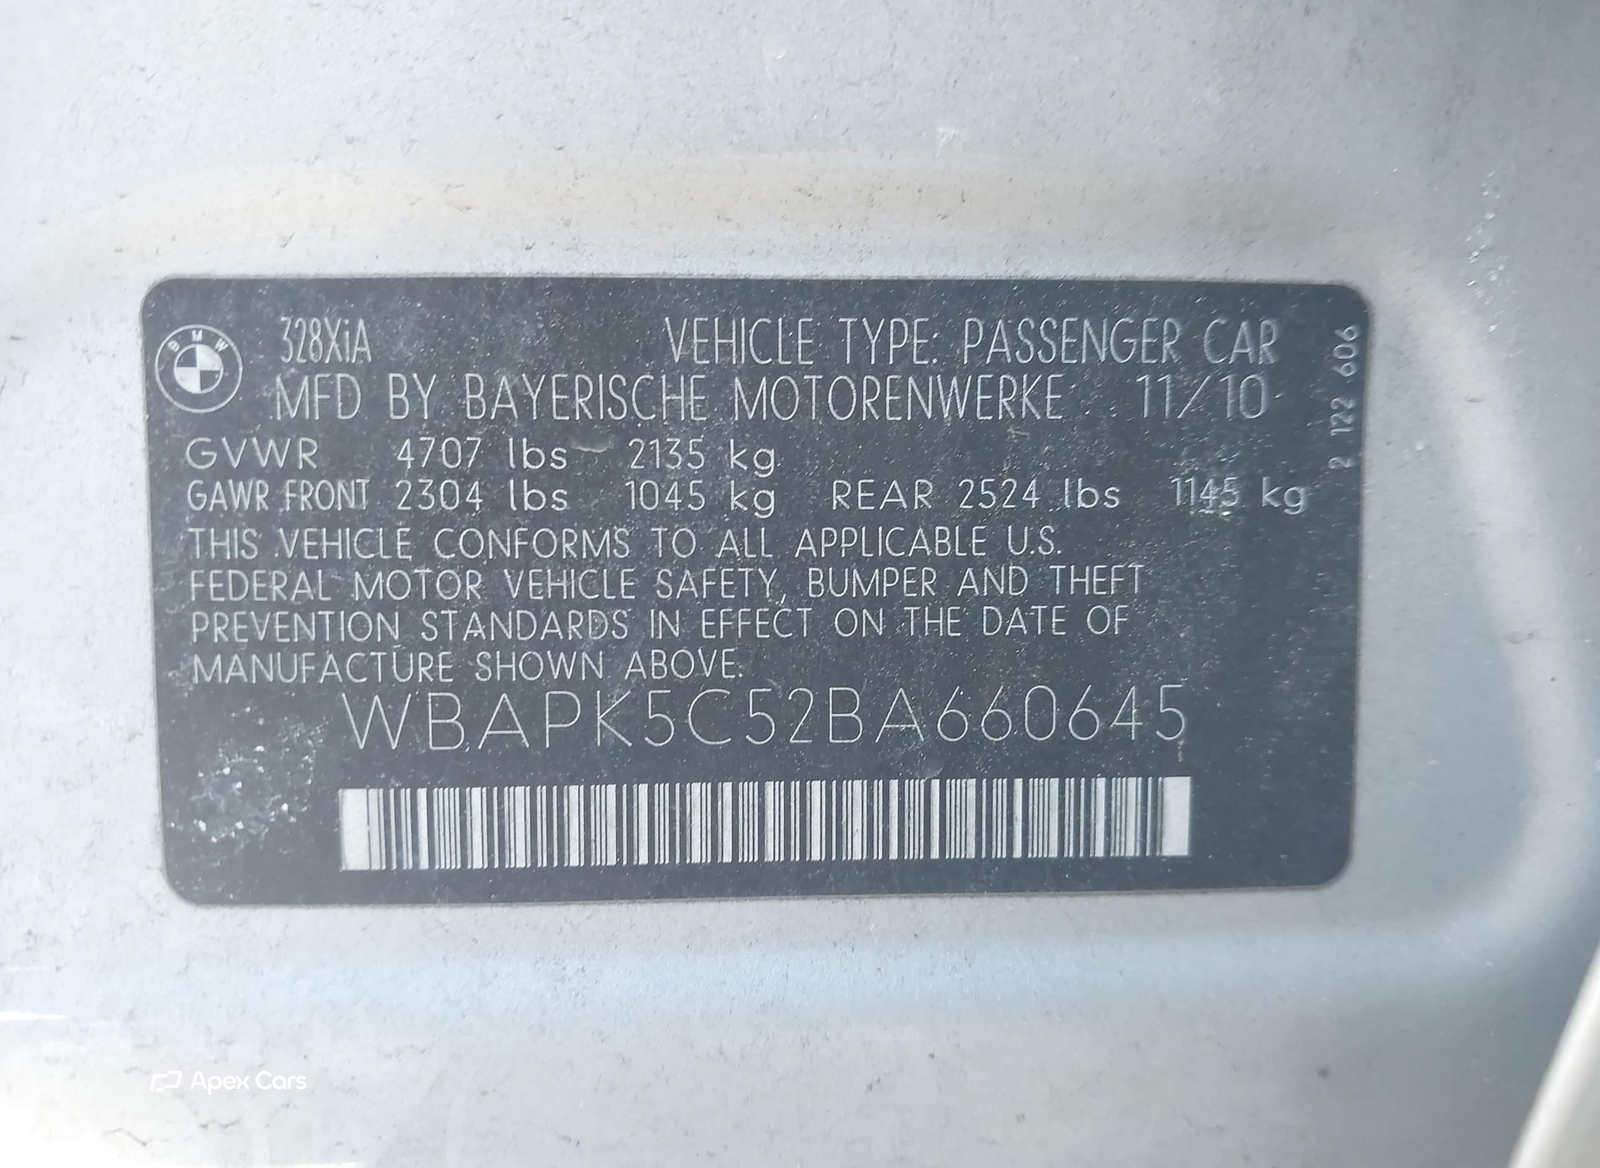 BMW
328XiA VEHICLE TYPE: PASSENGER CAR
MFD BY BAYERISCHE MOTORENWERKE 11/10
GVWR 4707 lbs 2135 kg
GAWR FRONT 2304 lbs 1045 kg REAR 2524 lbs 1145 kg
THIS VEHICLE CONFORMS TO ALL APPLICABLE U.S.
FEDERAL MOTOR VEHICLE SAFETY, BUMPER AND THEFT
PREVENTION STANDARDS IN EFFECT ON THE DATE OF
MANUFACTURE SHOWN ABOVE.
WBAPK5C52BA660645
2 122 606
Apex Cars